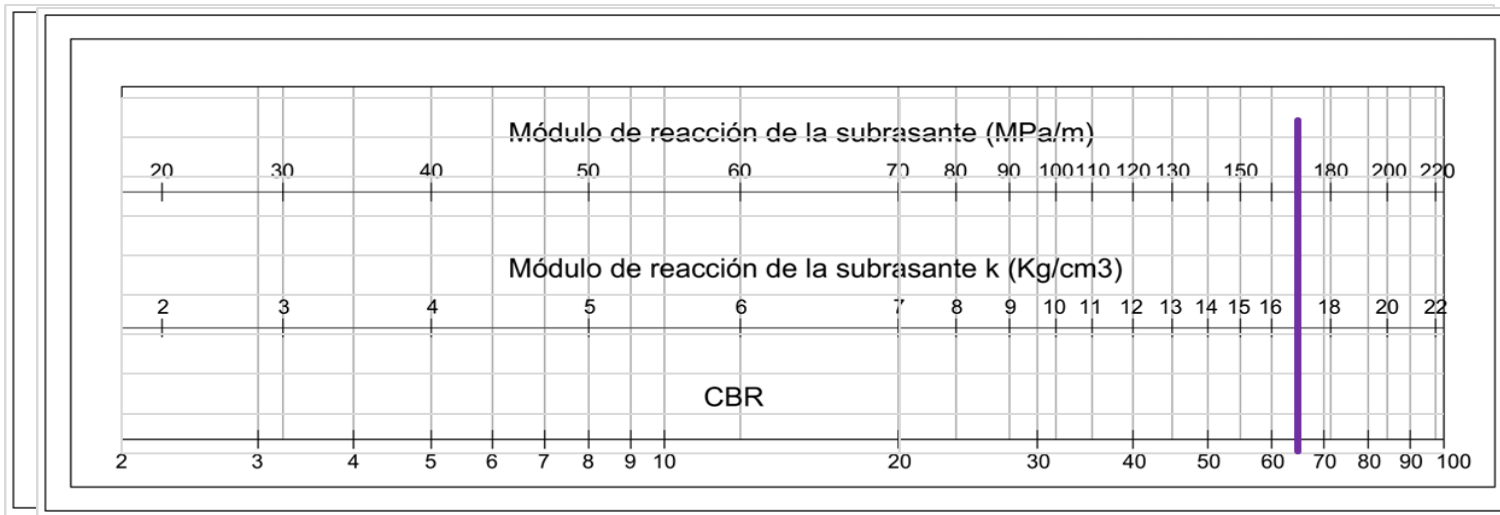 Módulo de reacción de la subrasante (MPa/m)
20 30 40 50 60 70 80 90 100 110 120 130 150 180 200 220
Módulo de reacción de la subrasante k (Kg/cm3)
2 3 4 5 6 7 8 9 10 11 12 13 14 15 16 18 20 22
CBR
2 3 4 5 6 7 8 9 10 20 30 40 50 60 70 80 90 100